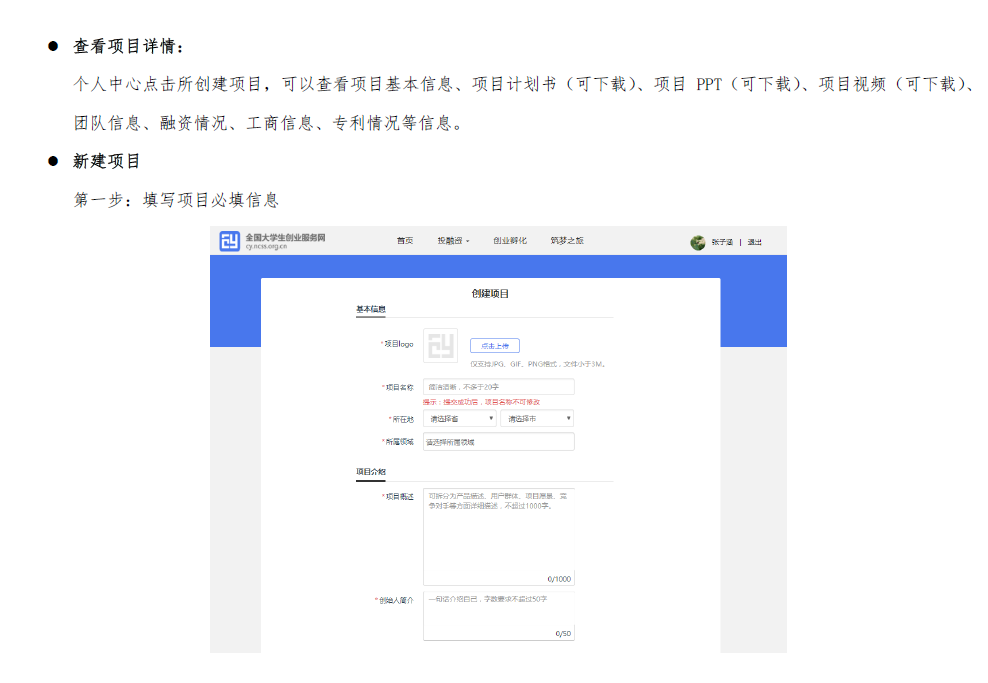 ● 查看项目详情：
个人中心点击所创建项目，可以查看项目基本信息、项目计划书（可下载）、项目 PPT（可下载）、项目视频（可下载）、
团队信息、融资情况、工商信息、专利情况等信息。
● 新建项目
第一步：填写项目必填信息
全国大学生创业服务网
cy.ncss.org.cn
首页 投融资 创业孵化 筑梦之旅 张子涵 | 退出
创建项目
基本信息
*项目logo 点击上传
仅支持JPG、GIF、PNG格式，文件小于3M。
*项目名称 简洁清晰，不多于20字
提示：提交成功后，项目名称不可修改
*所在地 请选择省 请选择市
*所属领域 请选择所属领域
项目介绍
*项目概述 可拆分为产品描述、用户群体、项目愿景、竞
争对手等方面详细描述，不超过1000字。
0/1000
*创始人简介 一句话介绍自己，字数要求不超过50字
0/50